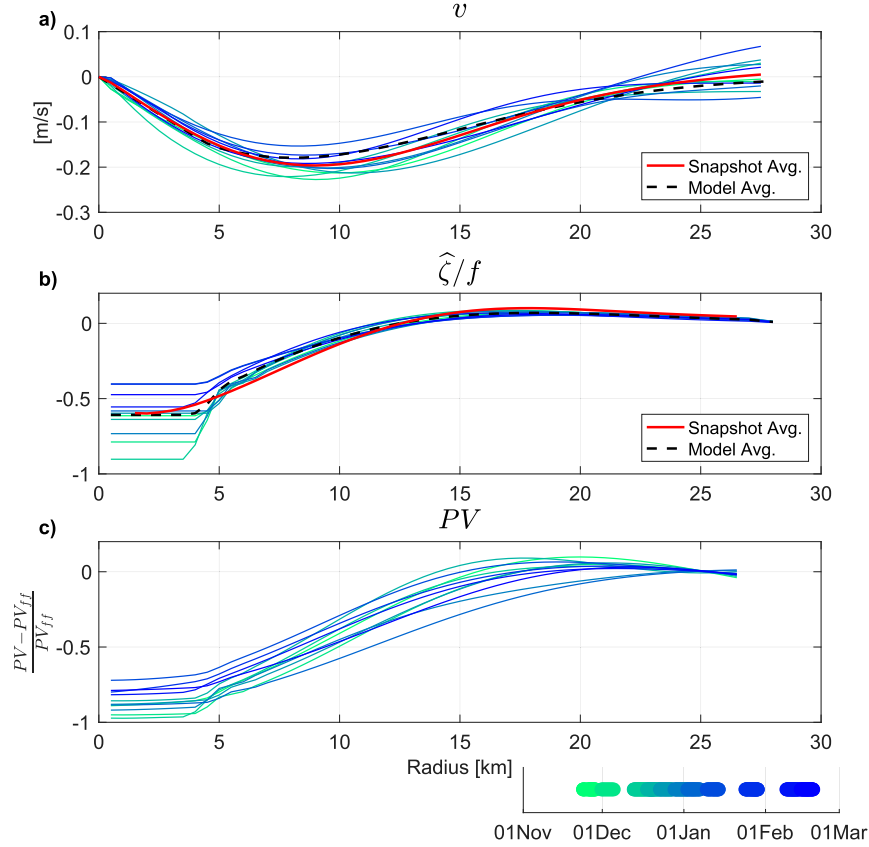 a)
v
[m/s]
0.1
0
-0.1
-0.2
-0.3
Snapshot Avg.
Model Avg.
0 5 10 15 20 25 30
b)
ζ̂/f
0
-0.5
-1
Snapshot Avg.
Model Avg.
0 5 10 15 20 25 30
c)
PV
PV−PV_ff
PV_ff
0
-0.5
-1
0 5 10 15 20 25 30
Radius [km]
01Nov 01Dec 01Jan 01Feb 01Mar